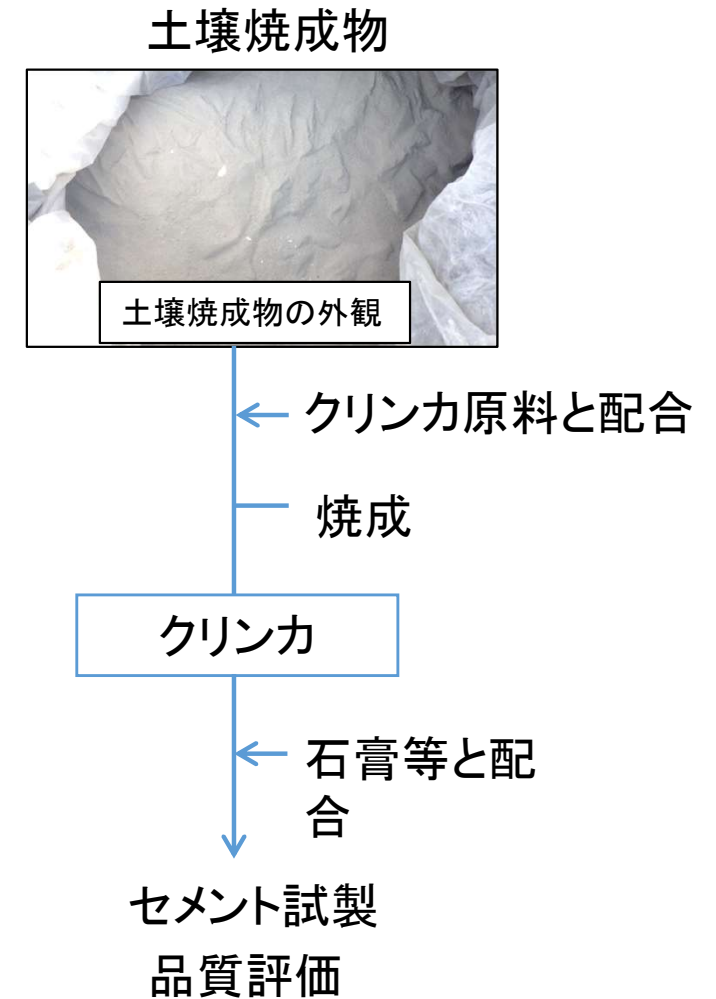 土壌焼成物
土壌焼成物の外観
クリンカ原料と配合
焼成
クリンカ
石膏等と配
合
セメント試製
品質評価